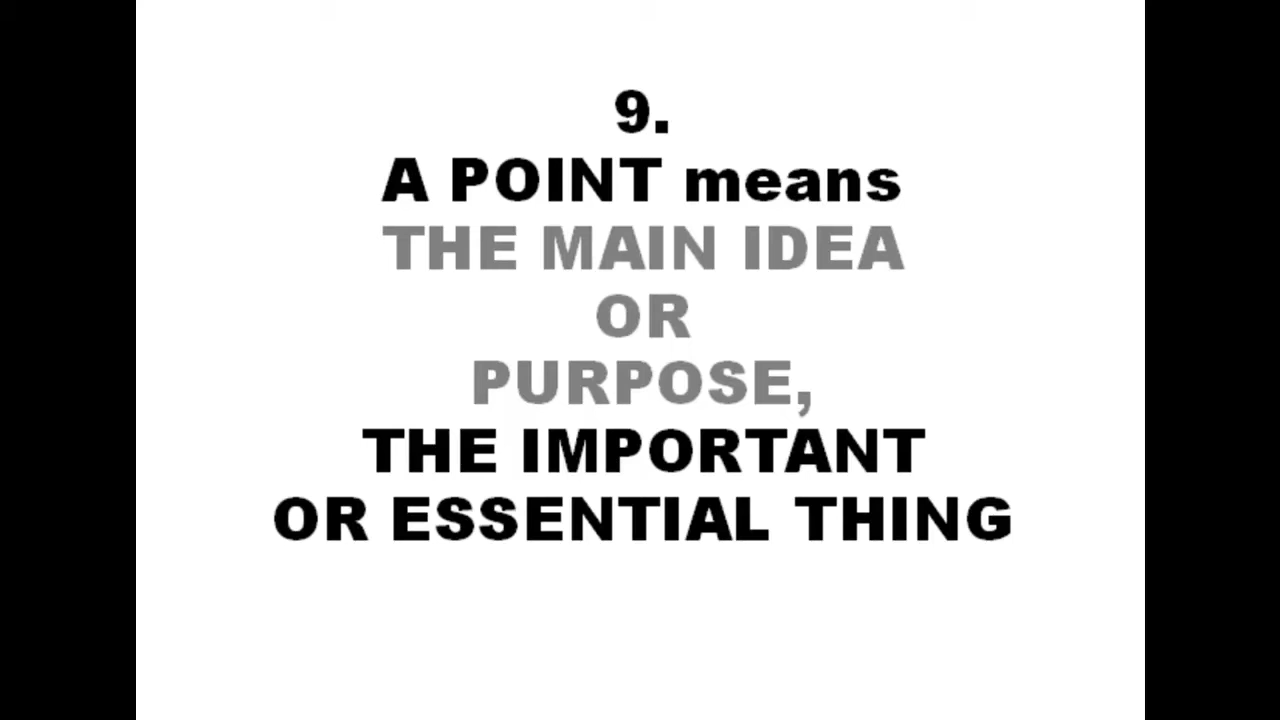 9.
A POINT means
THE MAIN IDEA
OR
PURPOSE,
THE IMPORTANT
OR ESSENTIAL THING